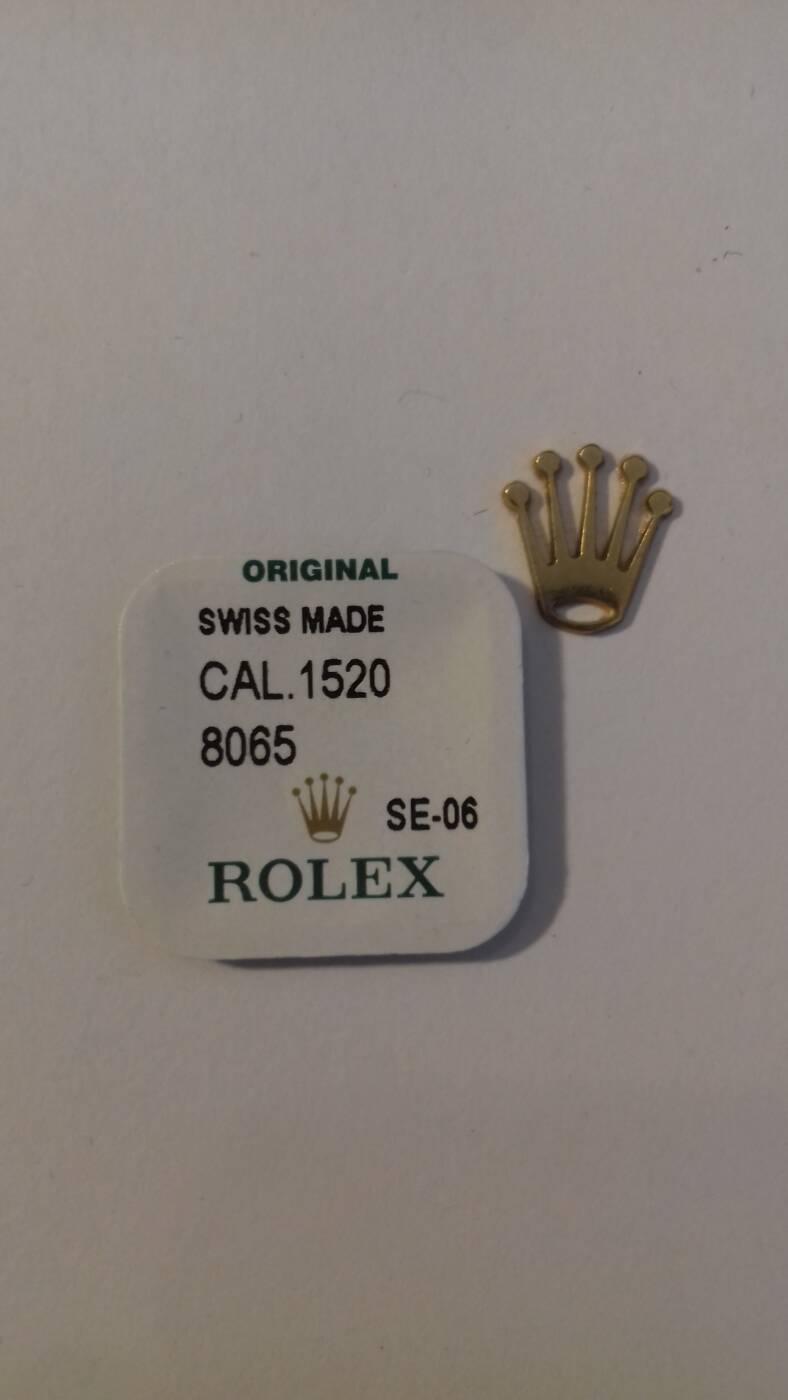 ORIGINAL
SWISS MADE
CAL.1520
8065
SE-06
ROLEX